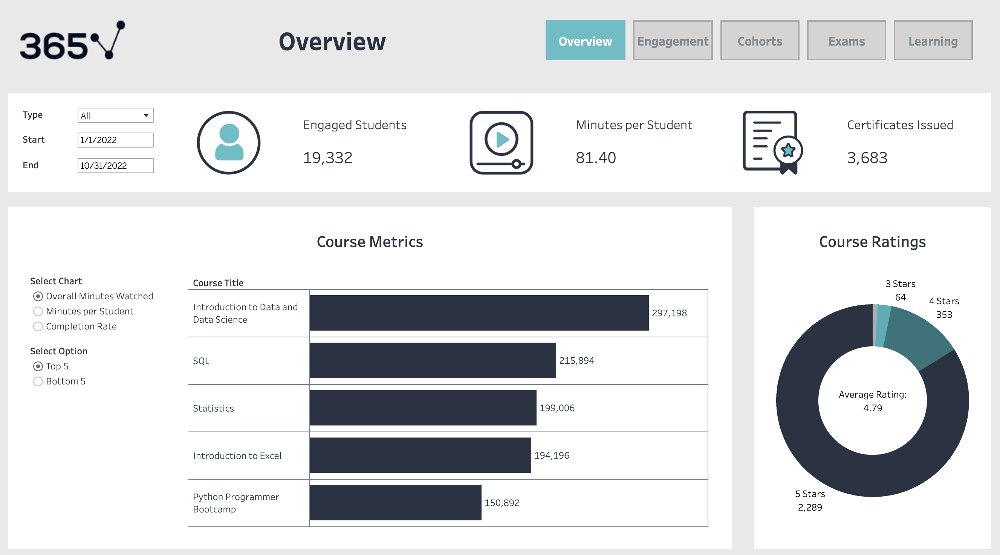 365
Overview
Overview
Engagement
Cohorts
Exams
Learning
Type
All
Start
1/1/2022
End
10/31/2022
Engaged Students
19,332
Minutes per Student
81.40
Certificates Issued
3,683
Course Metrics
Select Chart
Overall Minutes Watched
Minutes per Student
Completion Rate
Select Option
Top 5
Bottom 5
Course Title
Introduction to Data and
Data Science
297,198
SQL
215,894
Statistics
199,006
Introduction to Excel
194,196
Python Programmer
Bootcamp
150,892
Course Ratings
3 Stars
64
4 Stars
353
Average Rating:
4.79
5 Stars
2,289